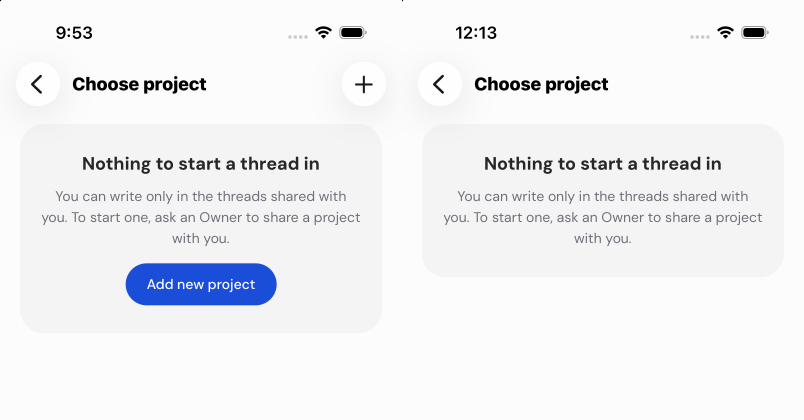 9:53
Choose project
Nothing to start a thread in
You can write only in the threads shared with
you. To start one, ask an Owner to share a project
with you.
Add new project
12:13
Choose project
Nothing to start a thread in
You can write only in the threads shared with
you. To start one, ask an Owner to share a project
with you.